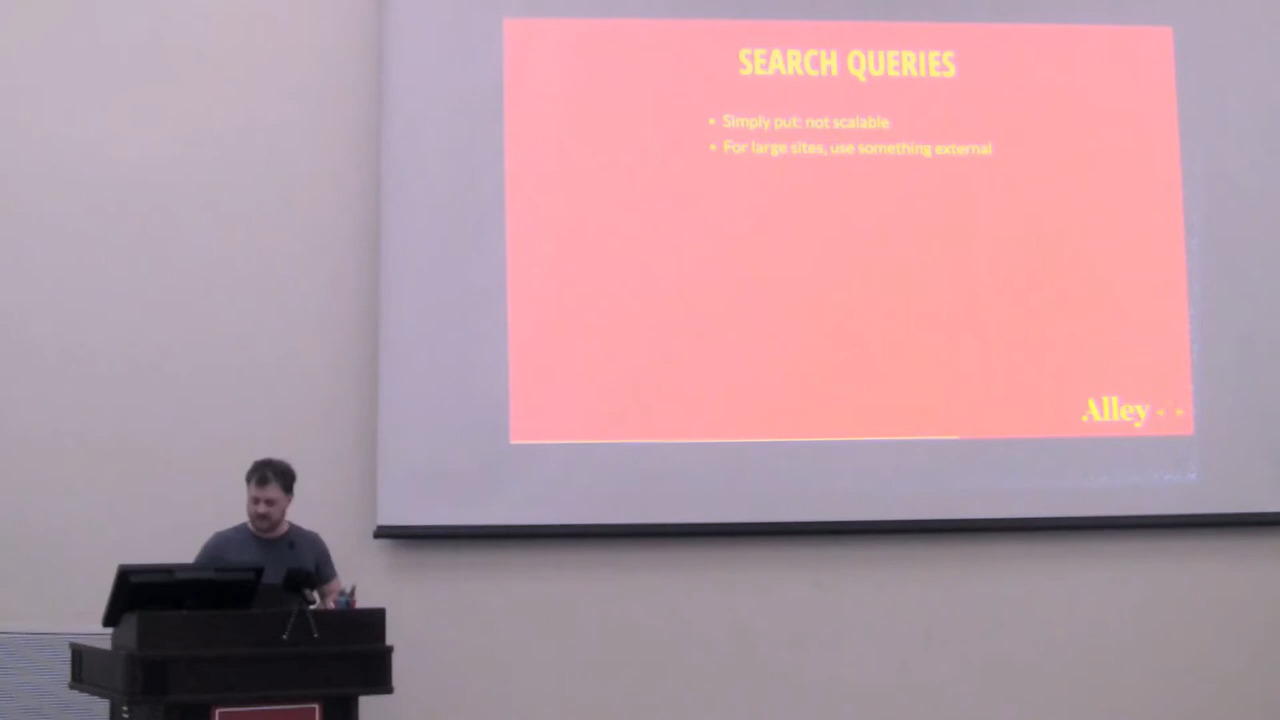 SEARCH QUERIES
• Simply put: not scalable
• For large sites, use something external
Alley